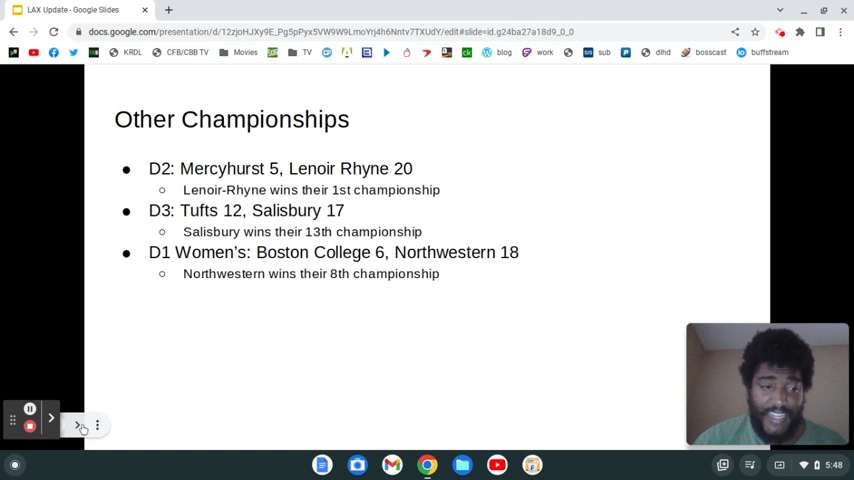 LAX Update - Google Slides
docs.google.com/presentation/d/12zjoHJXy9E_Pg5pPyx5VW9W9LmoYrj4h6Nntv7TXUdY/edit#slide=id.g24ba27a18d9_0_0
KRDL CFB/CBB TV Movies TV blog work sub dlhd bosscast buffstream
Other Championships
● D2: Mercyhurst 5, Lenoir Rhyne 20
○ Lenoir-Rhyne wins their 1st championship
● D3: Tufts 12, Salisbury 17
○ Salisbury wins their 13th championship
● D1 Women's: Boston College 6, Northwestern 18
○ Northwestern wins their 8th championship
5:48